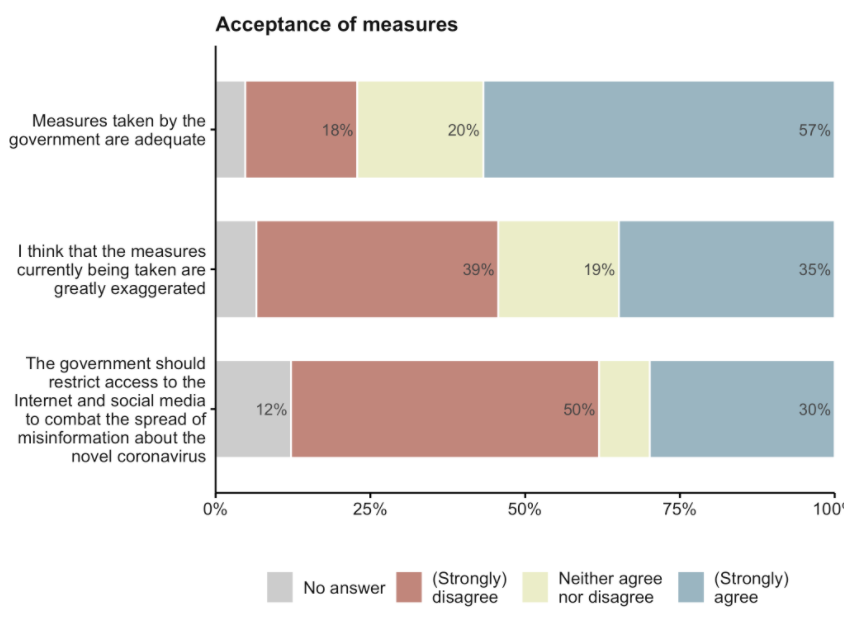 Acceptance of measures
Measures taken by the
government are adequate
18%
20%
57%
I think that the measures
currently being taken are
greatly exaggerated
39%
19%
35%
The government should
restrict access to the
Internet and social media
to combat the spread of
misinformation about the
novel coronavirus
12%
50%
30%
0%
25%
50%
75%
100
No answer
(Strongly)
disagree
Neither agree
nor disagree
(Strongly)
agree